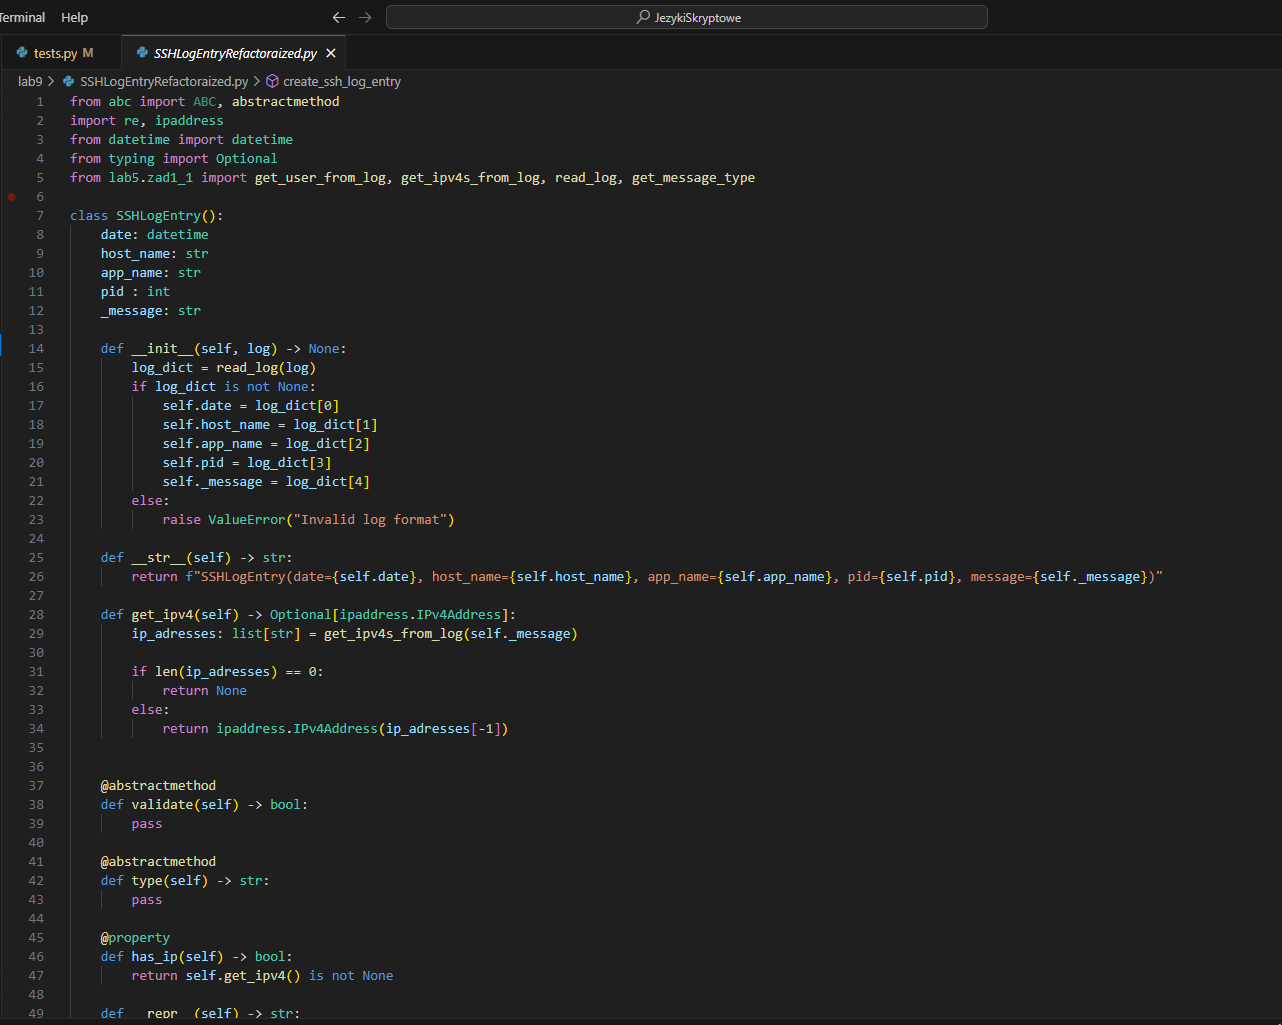 Terminal Help
JezykiSkryptowe
tests.py M
SSHLogEntryRefactoraized.py
lab9 > SSHLogEntryRefactoraized.py > create_ssh_log_entry
1 from abc import ABC, abstractmethod
2 import re, ipaddress
3 from datetime import datetime
4 from typing import Optional
5 from lab5.zad1_1 import get_user_from_log, get_ipv4s_from_log, read_log, get_message_type
6
7 class SSHLogEntry():
8     date: datetime
9     host_name: str
10     app_name: str
11     pid : int
12     _message: str
13
14     def __init__(self, log) -> None:
15         log_dict = read_log(log)
16         if log_dict is not None:
17             self.date = log_dict[0]
18             self.host_name = log_dict[1]
19             self.app_name = log_dict[2]
20             self.pid = log_dict[3]
21             self._message = log_dict[4]
22         else:
23             raise ValueError("Invalid log format")
24
25     def __str__(self) -> str:
26         return f"SSHLogEntry(date={self.date}, host_name={self.host_name}, app_name={self.app_name}, pid={self.pid}, message={self._message})"
27
28     def get_ipv4(self) -> Optional[ipaddress.IPv4Address]:
29         ip_adresses: list[str] = get_ipv4s_from_log(self._message)
30
31         if len(ip_adresses) == 0:
32             return None
33         else:
34             return ipaddress.IPv4Address(ip_adresses[-1])
35
36
37     @abstractmethod
38     def validate(self) -> bool:
39         pass
40
41     @abstractmethod
42     def type(self) -> str:
43         pass
44
45     @property
46     def has_ip(self) -> bool:
47         return self.get_ipv4() is not None
48
49     def __repr__(self) -> str: